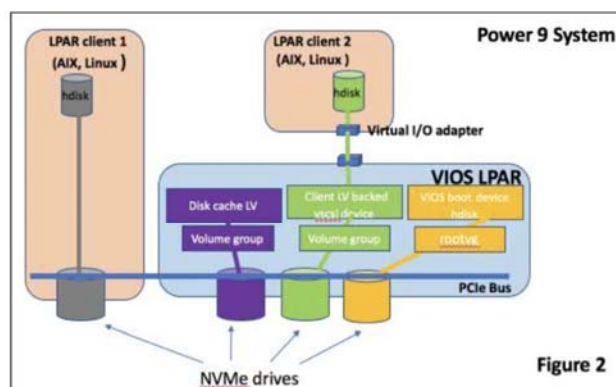 LPAR client 1
(AIX, Linux )
hdisk
LPAR client 2
(AIX, Linux )
hdisk
Power 9 System
Virtual I/O adapter
VIOS LPAR
Disk cache LV
Volume group
Client LV backed
vscsi device
Volume group
VIOS boot device
hdisk
rootvg
PCIe Bus
NVMe drives
Figure 2